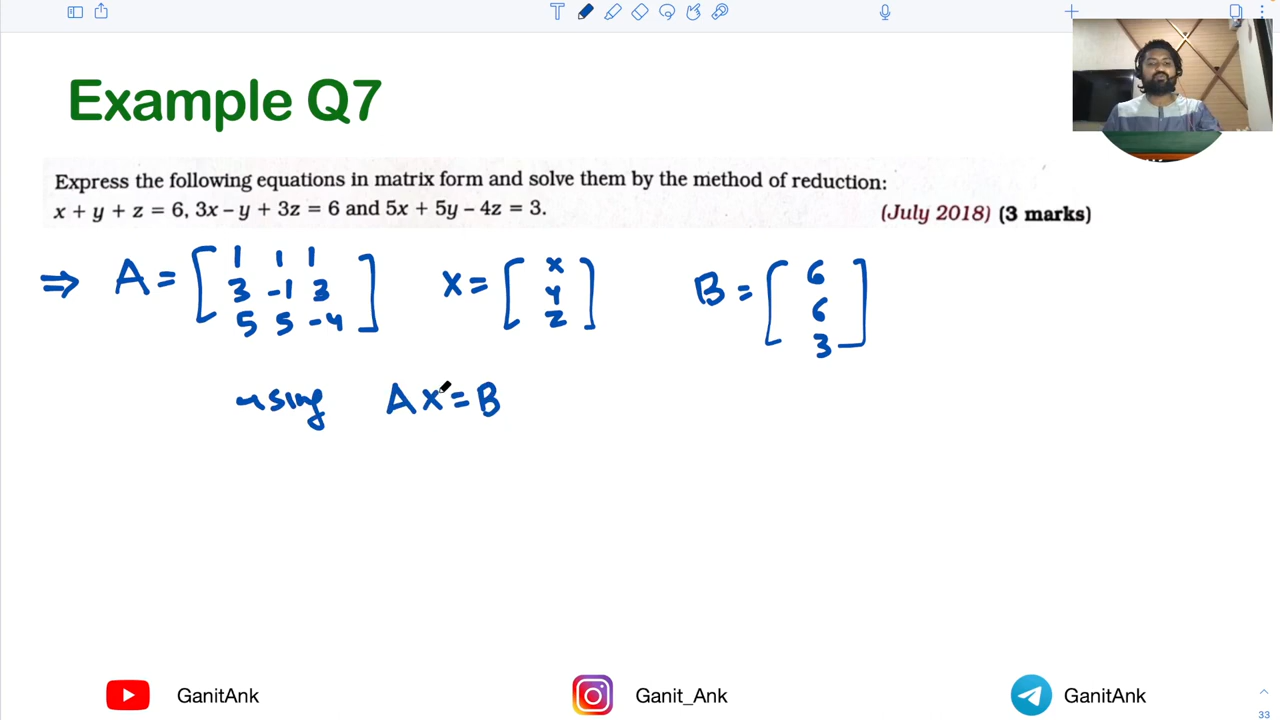 Example Q7
Express the following equations in matrix form and solve them by the method of reduction:
x + y + z = 6, 3x – y + 3z = 6 and 5x + 5y – 4z = 3.
(July 2018) (3 marks)
⇒ A = [ 1 1 1 X = [ x B = [ 6
3 -1 3 y 6
5 5 -4 ] z ] 3 ]
using AX = B
GanitAnk Ganit_Ank GanitAnk
33